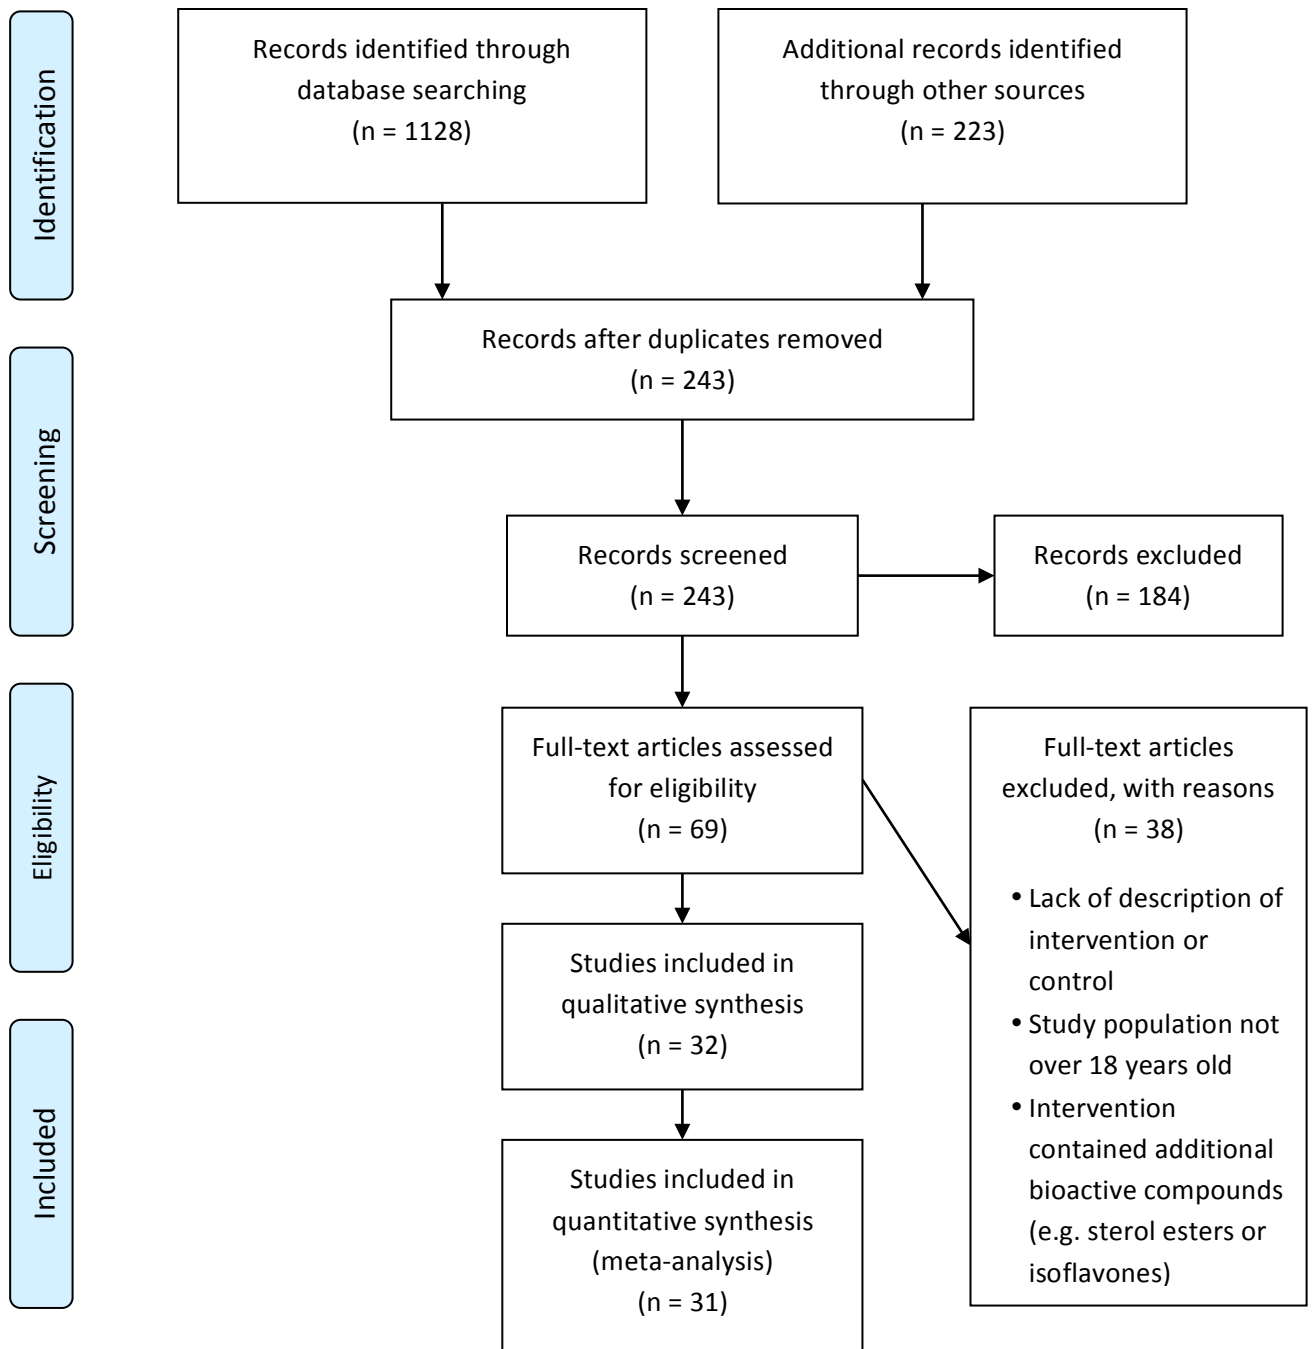 Identification
Records identified through
database searching
(n = 1128)
Additional records identified
through other sources
(n = 223)
Records after duplicates removed
(n = 243)
Screening
Records screened
(n = 243)
Records excluded
(n = 184)
Eligibility
Full-text articles assessed
for eligibility
(n = 69)
Full-text articles
excluded, with reasons
(n = 38)
• Lack of description of
intervention or
control
• Study population not
over 18 years old
• Intervention
contained additional
bioactive compounds
(e.g. sterol esters or
isoflavones)
Studies included in
qualitative synthesis
(n = 32)
Included
Studies included in
quantitative synthesis
(meta-analysis)
(n = 31)